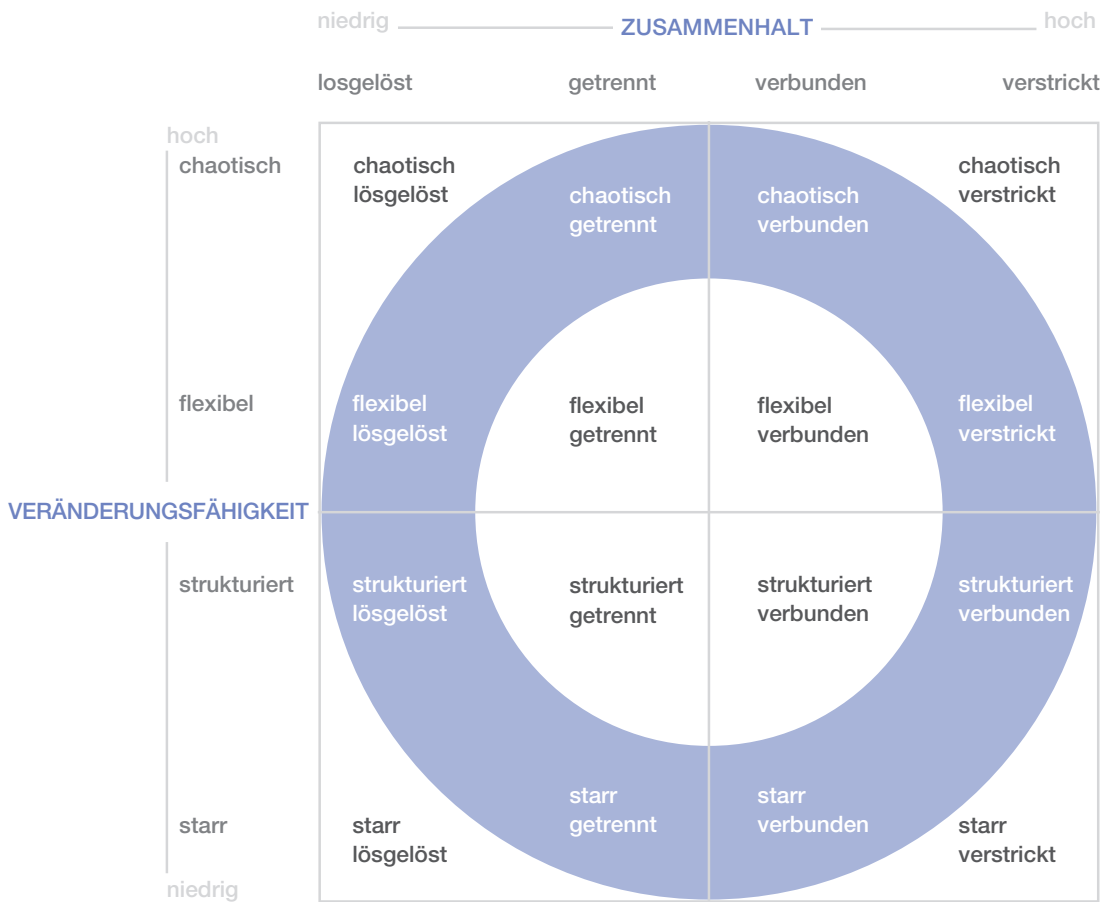 niedrig ZUSAMMENHALT hoch
losgelöst getrennt verbunden verstrickt
hoch
chaotisch
chaotisch
lösgelöst
chaotisch
getrennt
chaotisch
verbunden
chaotisch
verstrickt
flexibel
flexibel
lösgelöst
flexibel
getrennt
flexibel
verbunden
flexibel
verstrickt
VERÄNDERUNGSFÄHIGKEIT
strukturiert
strukturiert
lösgelöst
strukturiert
getrennt
strukturiert
verbunden
strukturiert
verbunden
starr
starr
lösgelöst
starr
getrennt
starr
verbunden
starr
verstrickt
niedrig